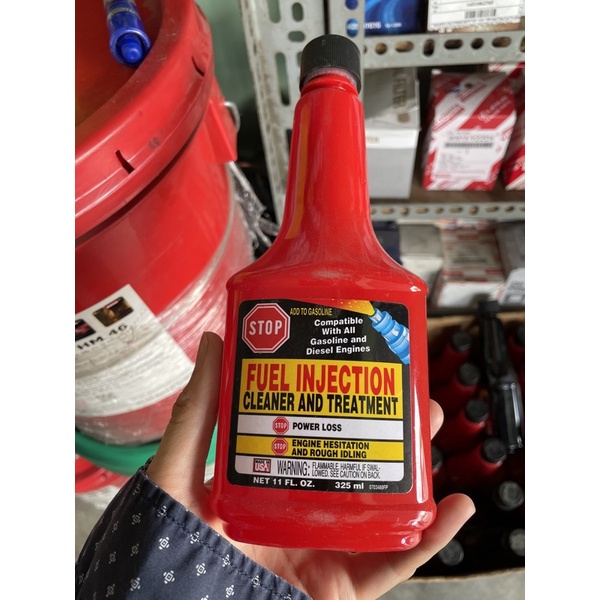 STOP
ADD TO GASOLINE
Compatible
With All
Gasoline and
Diesel Engines
FUEL INJECTION
CLEANER AND TREATMENT
STOP POWER LOSS
STOP ENGINE HESITATION
AND ROUGH IDLING
USA
WARNING: FLAMMABLE. HARMFUL IF SWAL-
LOWED. SEE CAUTION ON BACK.
NET 11 FL. OZ. 325 ml
HM 46